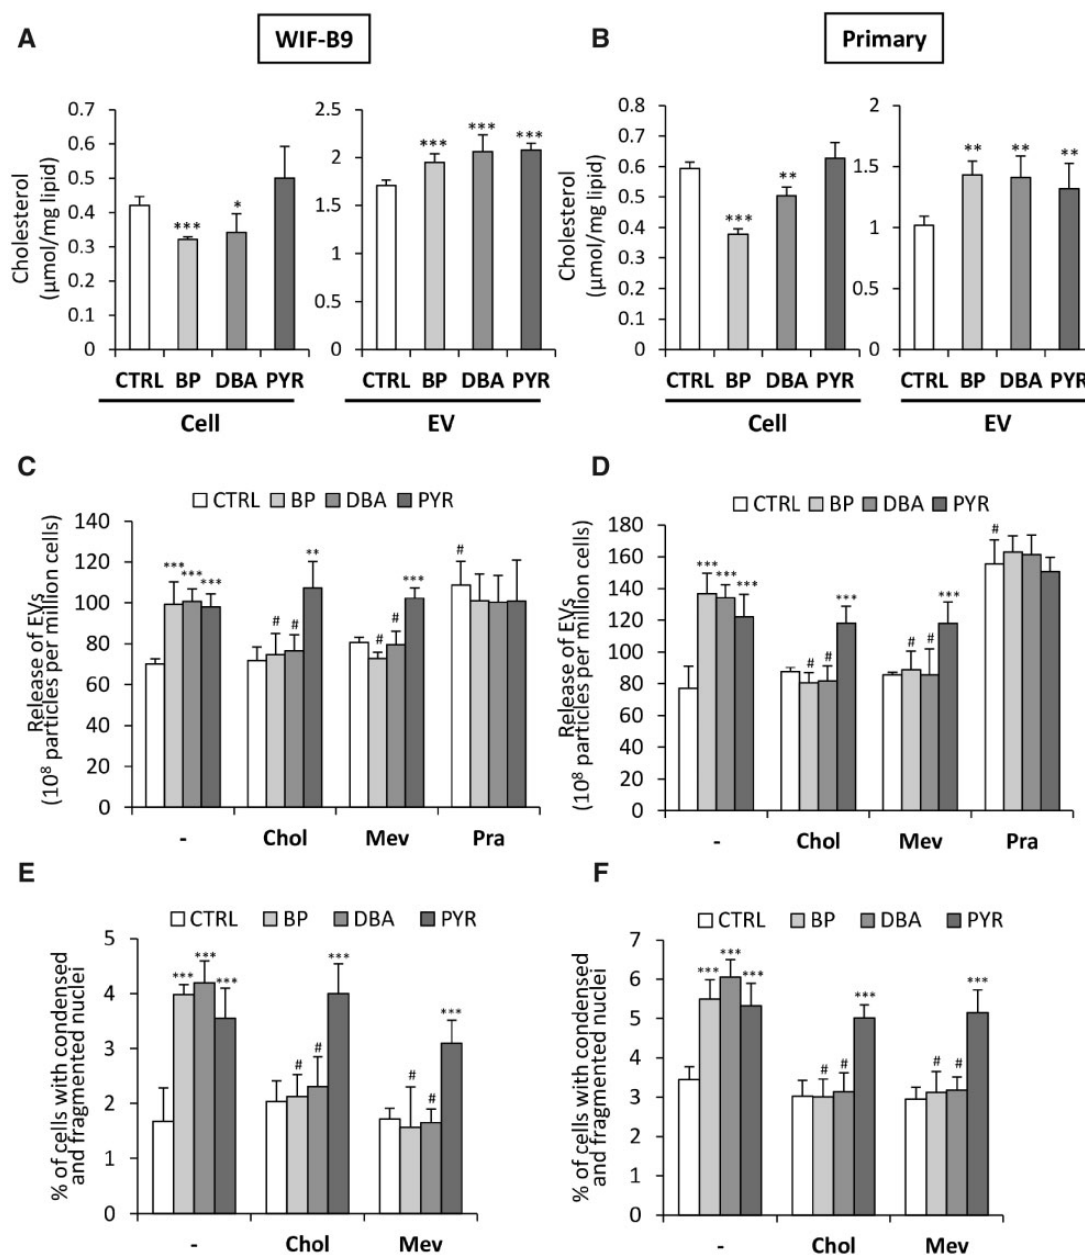 A
WIF-B9
B
Primary
Cholesterol
(μmol/mg lipid)
0.7
0.6
0.5
0.4
0.3
0.2
0.1
0
***
*
CTRL BP DBA PYR
Cell
2.5
2
1.5
1
0.5
0
*** *** ***
CTRL BP DBA PYR
EV
Cholesterol
(μmol/mg lipid)
0.8
0.7
0.6
0.5
0.4
0.3
0.2
0.1
0
***
**
CTRL BP DBA PYR
Cell
2
1.5
1
0.5
0
** ** **
CTRL BP DBA PYR
EV
C
CTRL BP DBA PYR
Release of EVs
(10⁸ particles per million cells)
140
120
100
80
60
40
20
0
*** *** ***
# # **
# # ***
#
- Chol Mev Pra
D
CTRL BP DBA PYR
Release of EVs
(10⁸ particles per million cells)
180
160
140
120
100
80
60
40
20
0
*** *** ***
# # ***
# # ***
#
- Chol Mev Pra
E
CTRL BP DBA PYR
% of cells with condensed
and fragmented nuclei
5
4
3
2
1
0
*** *** ***
# # ***
# # ***
- Chol Mev
F
CTRL BP DBA PYR
% of cells with condensed
and fragmented nuclei
7
6
5
4
3
2
1
0
*** *** ***
# # ***
# # ***
- Chol Mev